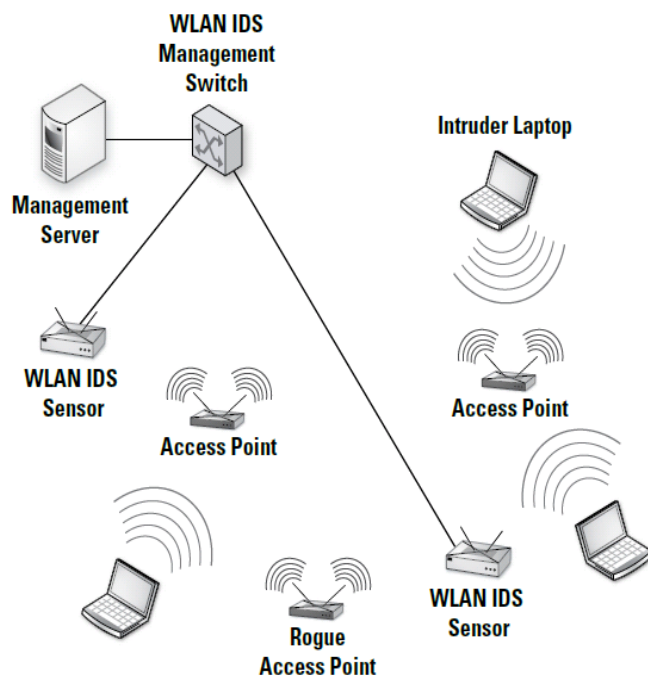 WLAN IDS
Management
Switch
Intruder Laptop
Management
Server
WLAN IDS
Sensor
Access Point
Access Point
WLAN IDS
Sensor
Rogue
Access Point